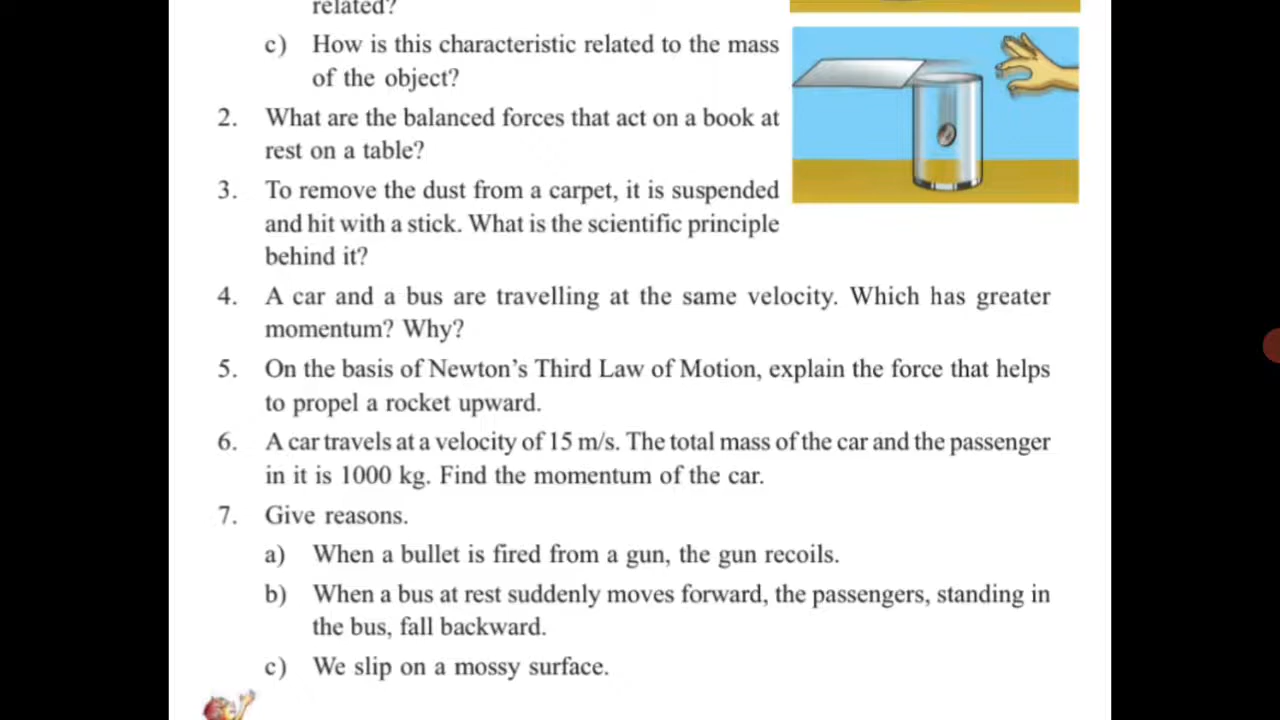 related?
c) How is this characteristic related to the mass
of the object?
2. What are the balanced forces that act on a book at
rest on a table?
3. To remove the dust from a carpet, it is suspended
and hit with a stick. What is the scientific principle
behind it?
4. A car and a bus are travelling at the same velocity. Which has greater
momentum? Why?
5. On the basis of Newton’s Third Law of Motion, explain the force that helps
to propel a rocket upward.
6. A car travels at a velocity of 15 m/s. The total mass of the car and the passenger
in it is 1000 kg. Find the momentum of the car.
7. Give reasons.
a) When a bullet is fired from a gun, the gun recoils.
b) When a bus at rest suddenly moves forward, the passengers, standing in
the bus, fall backward.
c) We slip on a mossy surface.